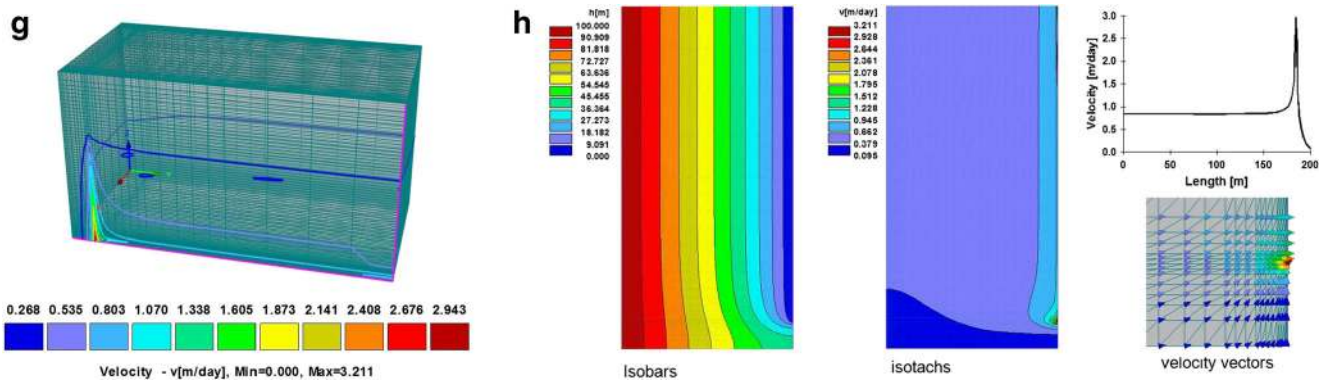 g
0.268 0.535 0.803 1.070 1.338 1.605 1.873 2.141 2.408 2.676 2.943
Velocity - v[m/day], Min=0.000, Max=3.211
h
h[m]
100.000
90.909
81.818
72.727
63.636
54.545
45.455
36.364
27.273
18.182
9.091
0.000
Isobars
v[m/day]
3.211
2.928
2.644
2.361
2.078
1.795
1.512
1.228
0.945
0.662
0.379
0.095
isotachs
Velocity [m/day]
3.0
2.5
2.0
1.5
1.0
0.5
0.0
0 50 100 150 200
Length [m]
velocity vectors